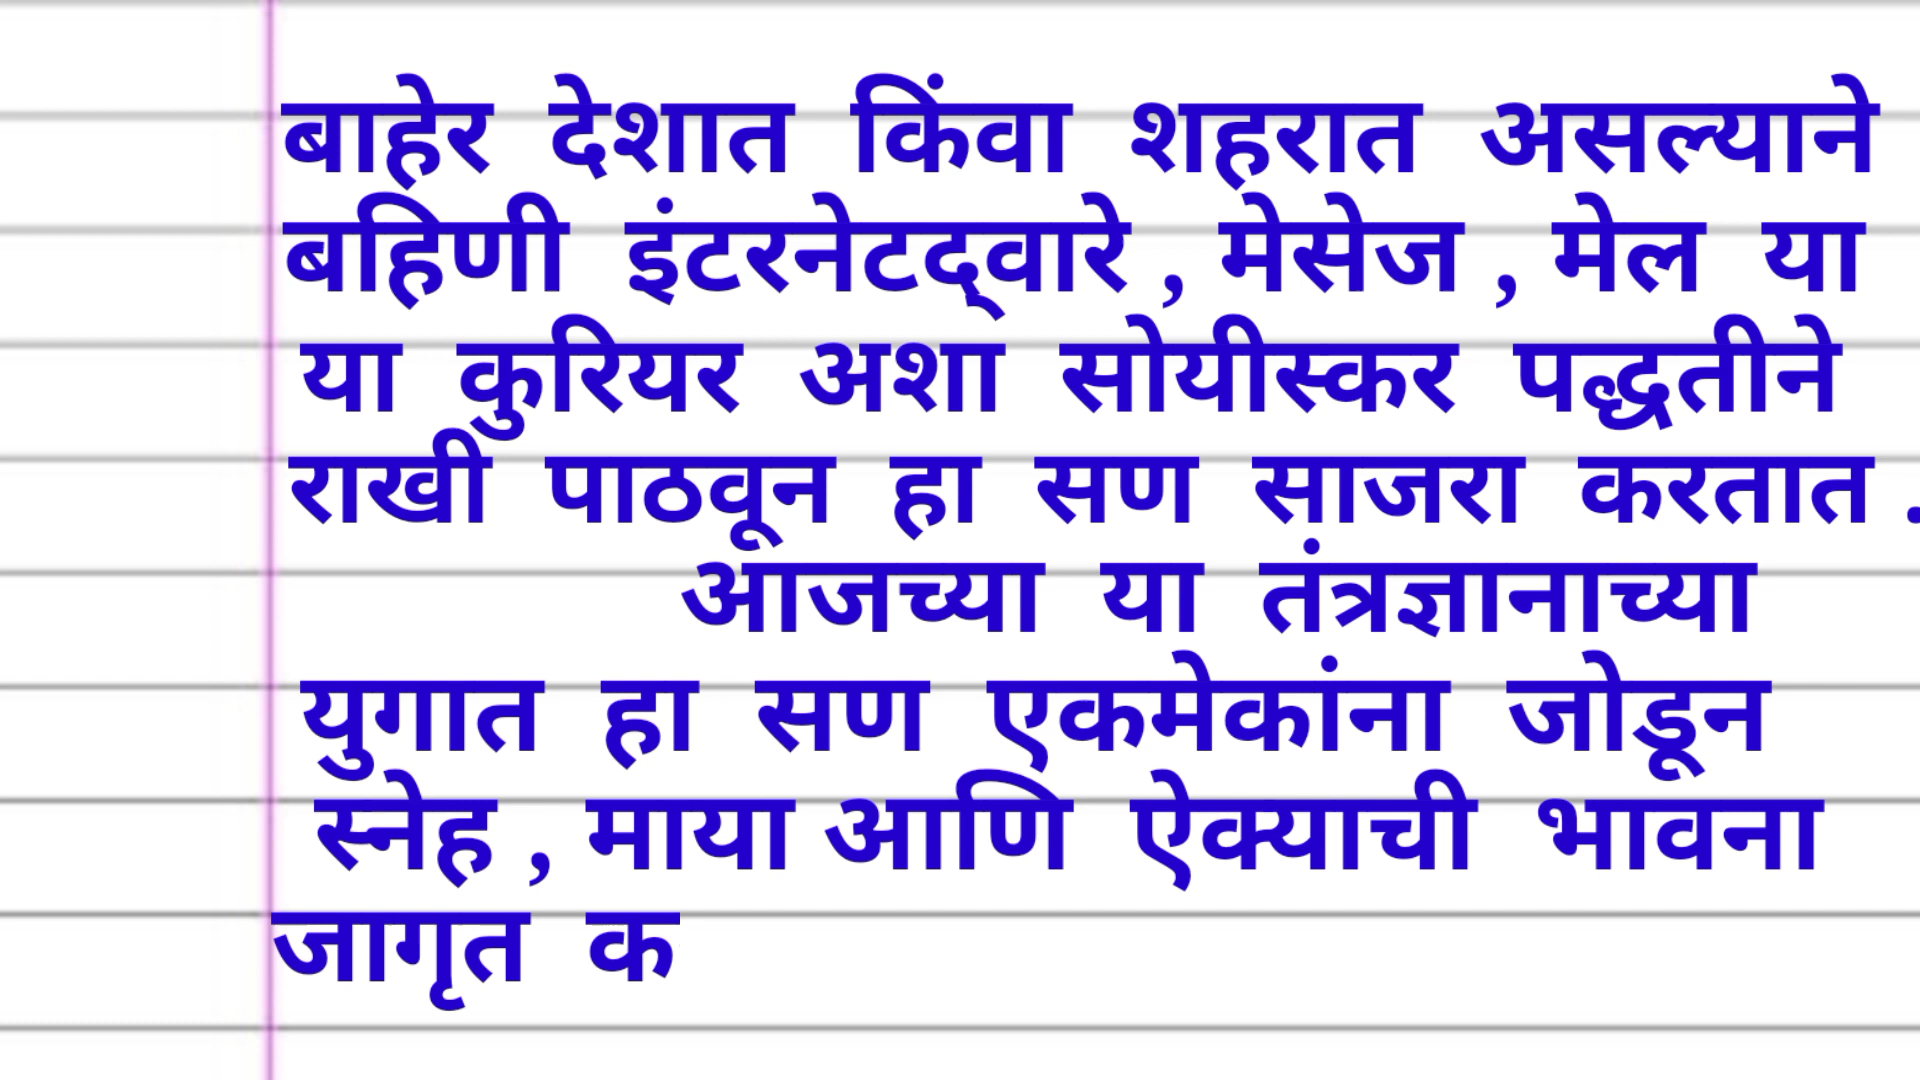 बाहेर देशात किंवा शहरात असल्याने
बहिणी इंटरनेटद्‌वारे , मेसेज , मेल या
या कुरियर अशा सोयीस्कर पद्धतीने
राखी पाठवून हा सण साजरा करतात .
आजच्या या तंत्रज्ञानाच्या
युगात हा सण एकमेकांना जोडून
स्नेह , माया आणि ऐक्याची भावना
जागृत क